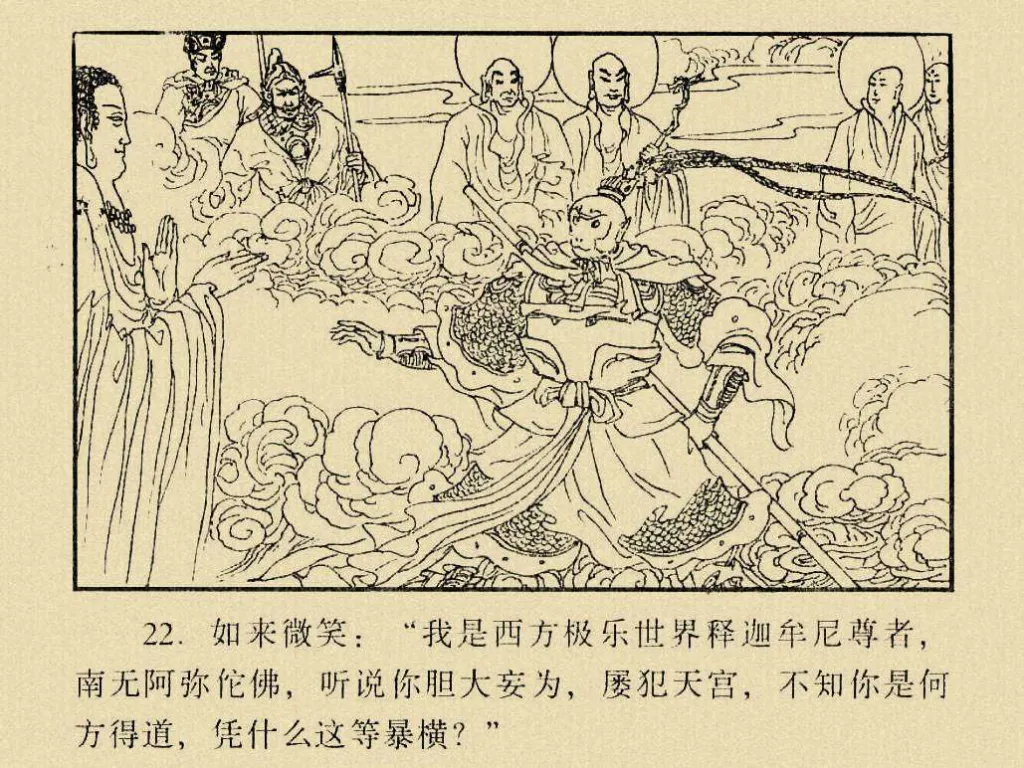 22. 如来微笑：“我是西方极乐世界释迦牟尼尊者，
南无阿弥佗佛，听说你胆大妄为，屡犯天宫，不知你是何
方得道，凭什么这等暴横？”